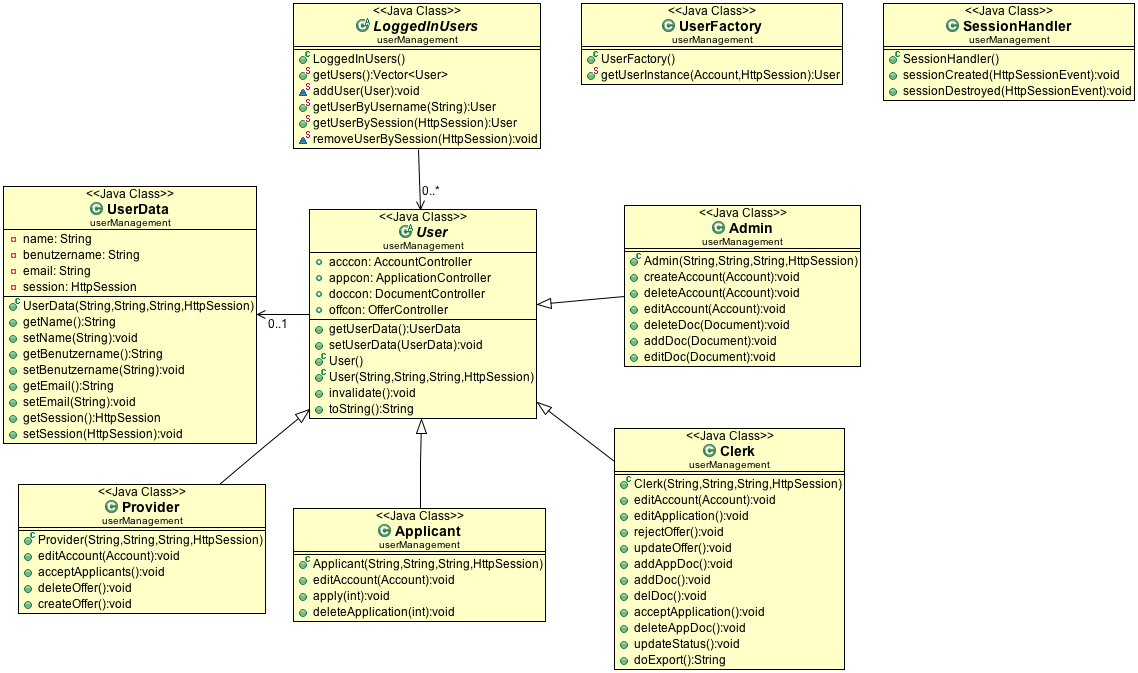 <<Java Class>>
LoggedInUsers
userManagement
LoggedInUsers()
getUsers():Vector<User>
addUser(User):void
getUserByUsername(String):User
getUserBySession(HttpSession):User
removeUserBySession(HttpSession):void
<<Java Class>>
UserFactory
userManagement
UserFactory()
getUserInstance(Account,HttpSession):User
<<Java Class>>
SessionHandler
userManagement
SessionHandler()
sessionCreated(HttpSessionEvent):void
sessionDestroyed(HttpSessionEvent):void
0..*
<<Java Class>>
UserData
userManagement
name: String
benutzername: String
email: String
session: HttpSession
UserData(String,String,String,HttpSession)
getName():String
setName(String):void
getBenutzername():String
setBenutzername(String):void
getEmail():String
setEmail(String):void
getSession():HttpSession
setSession(HttpSession):void
0..1
<<Java Class>>
User
userManagement
acccon: AccountController
appcon: ApplicationController
doccon: DocumentController
offcon: OfferController
getUserData():UserData
setUserData(UserData):void
User()
User(String,String,String,HttpSession)
invalidate():void
toString():String
<<Java Class>>
Admin
userManagement
Admin(String,String,String,HttpSession)
createAccount(Account):void
deleteAccount(Account):void
editAccount(Account):void
deleteDoc(Document):void
addDoc(Document):void
editDoc(Document):void
<<Java Class>>
Provider
userManagement
Provider(String,String,String,HttpSession)
editAccount(Account):void
acceptApplicants():void
deleteOffer():void
createOffer():void
<<Java Class>>
Applicant
userManagement
Applicant(String,String,String,HttpSession)
editAccount(Account):void
apply(int):void
deleteApplication(int):void
<<Java Class>>
Clerk
userManagement
Clerk(String,String,String,HttpSession)
editAccount(Account):void
editApplication():void
rejectOffer():void
updateOffer():void
addAppDoc():void
addDoc():void
delDoc():void
acceptApplication():void
deleteAppDoc():void
updateStatus():void
doExport():String